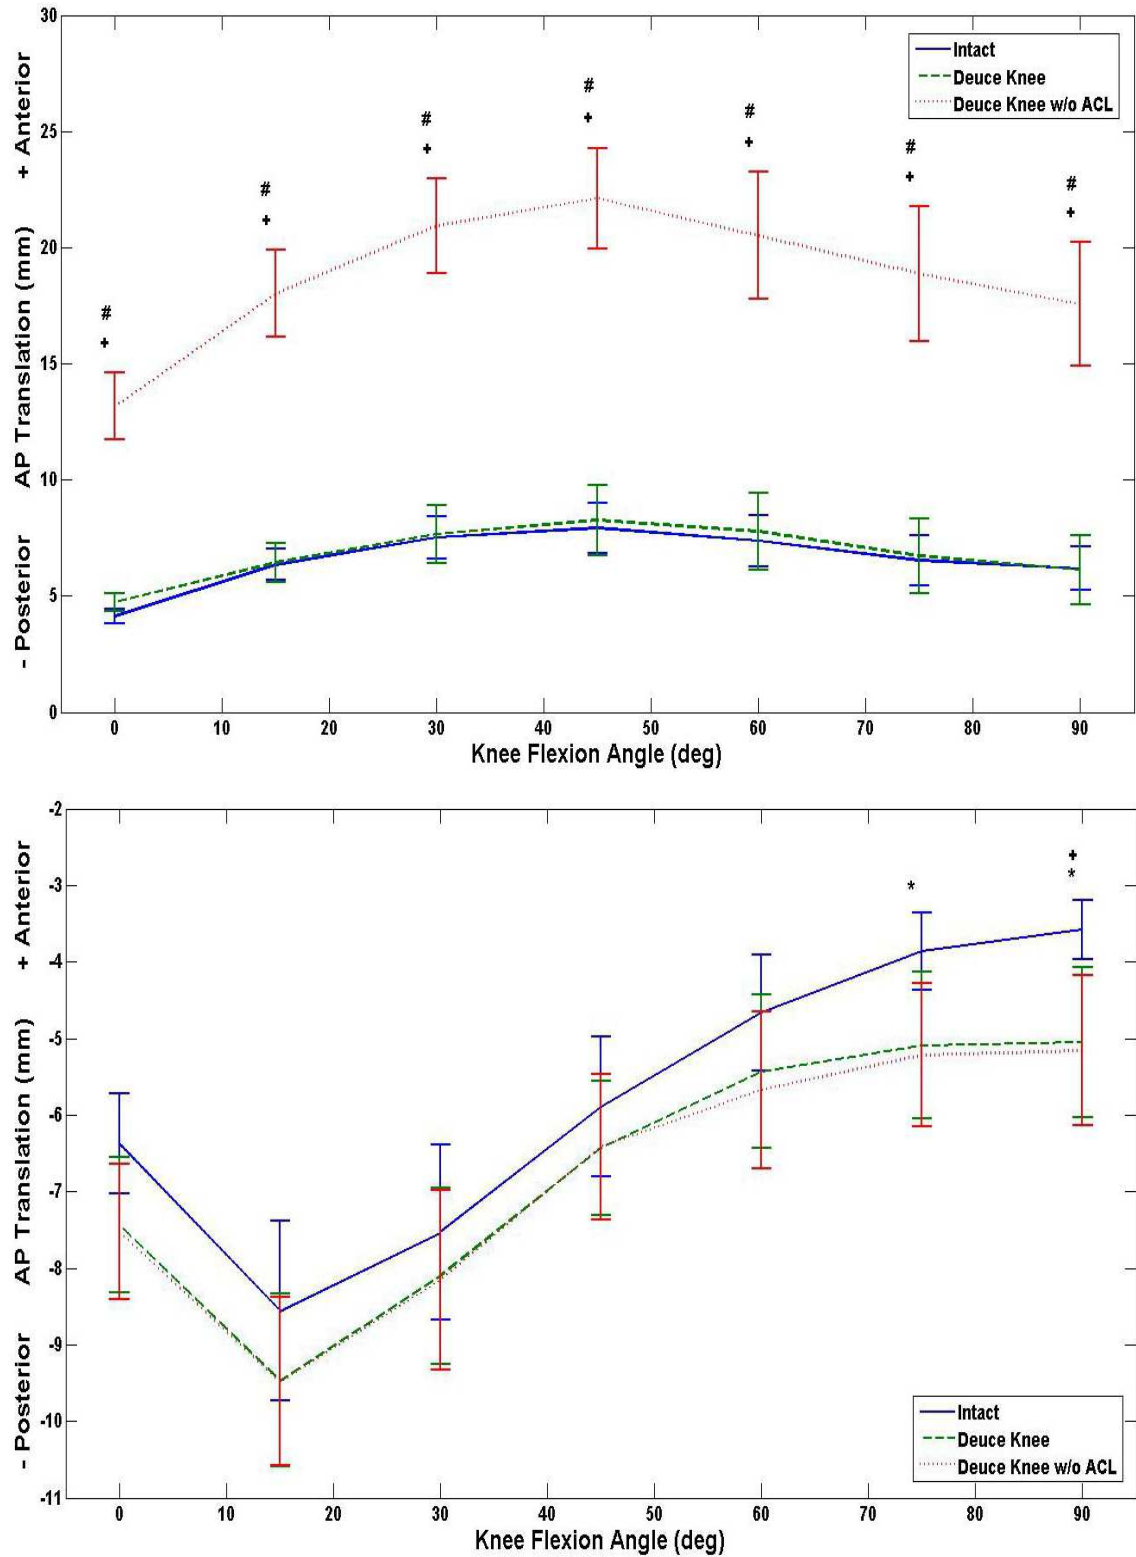 30
25
20
15
10
5
0
- Posterior AP Translation (mm) + Anterior
Intact
Deuce Knee
Deuce Knee w/o ACL
# # # # # # #
+ + + + + + +
0 10 20 30 40 50 60 70 80 90
Knee Flexion Angle (deg)
-2
-3
-4
-5
-6
-7
-8
-9
-10
-11
- Posterior AP Translation (mm) + Anterior
+
* *
Intact
Deuce Knee
Deuce Knee w/o ACL
0 10 20 30 40 50 60 70 80 90
Knee Flexion Angle (deg)